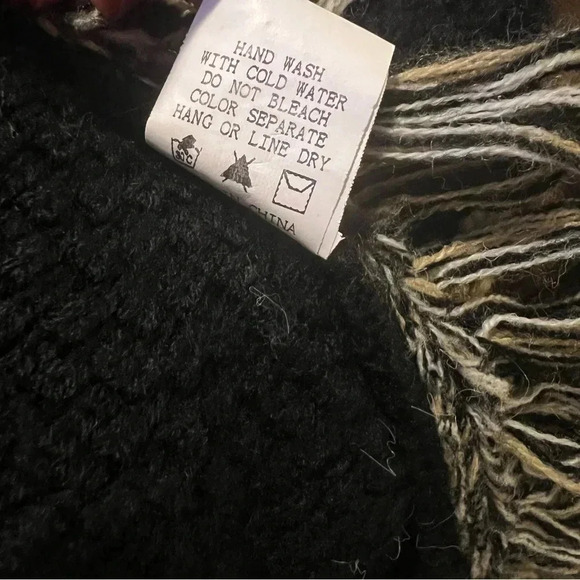 HAND WASH
WITH COLD WATER
DO NOT BLEACH
COLOR SEPARATE
HANG OR LINE DRY
CHINA